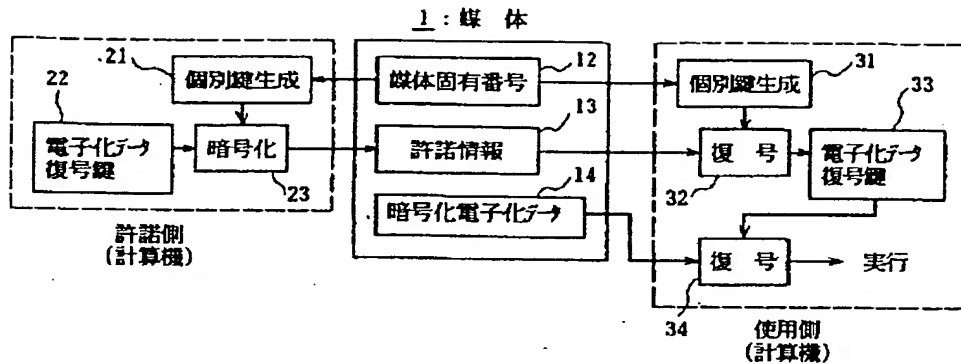 1 : 媒 体
21
個別鍵生成
22
電子化データ
復号鍵
暗号化
23
許諾側
(計算機)
12
媒体固有番号
13
許諾情報
14
暗号化電子化データ
31
個別鍵生成
33
復 号
32
電子化データ
復号鍵
復 号
34
実行
使用側
(計算機)